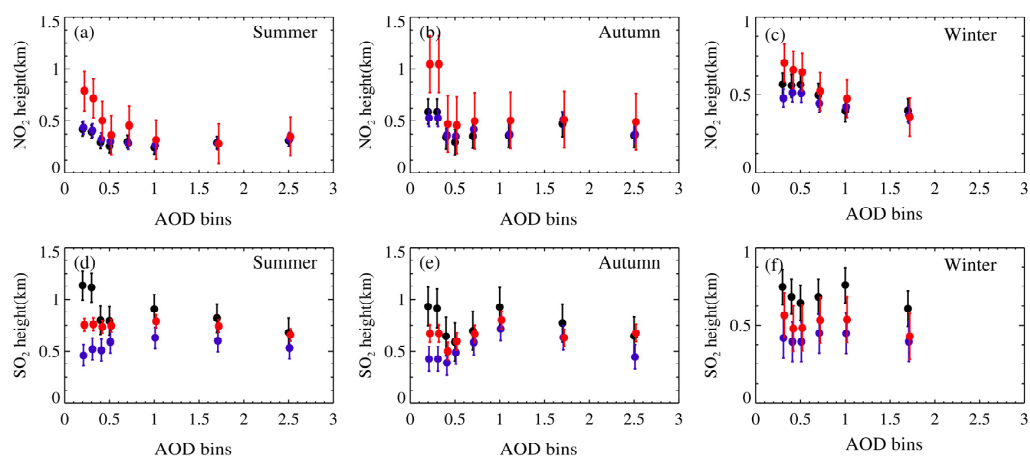 (a) Summer
NO2 height(km)
1.5
1
0.5
0
0 0.5 1 1.5 2 2.5 3
AOD bins
(b) Autumn
NO2 height(km)
1.5
1
0.5
0
0 0.5 1 1.5 2 2.5 3
AOD bins
(c) Winter
NO2 height(km)
1
0.5
0
0 0.5 1 1.5 2 2.5 3
AOD bins
(d) Summer
SO2 height(km)
1.5
1
0.5
0
0 0.5 1 1.5 2 2.5 3
AOD bins
(e) Autumn
SO2 height(km)
1.5
1
0.5
0
0 0.5 1 1.5 2 2.5 3
AOD bins
(f) Winter
SO2 height(km)
1
0.5
0
0 0.5 1 1.5 2 2.5 3
AOD bins